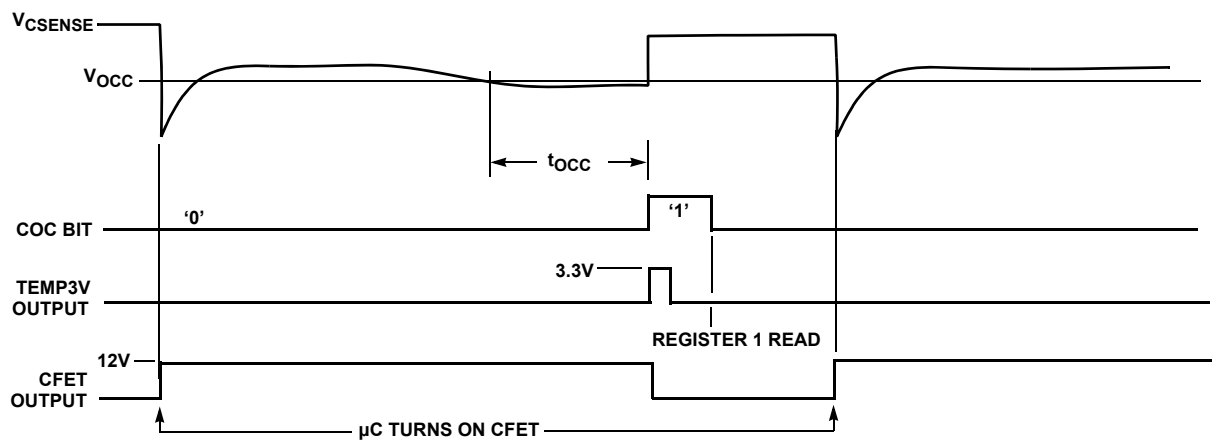 VCSENSE
VOCC
tOCC
'0'
'1'
COC BIT
3.3V
TEMP3V
OUTPUT
REGISTER 1 READ
12V
CFET
OUTPUT
µC TURNS ON CFET